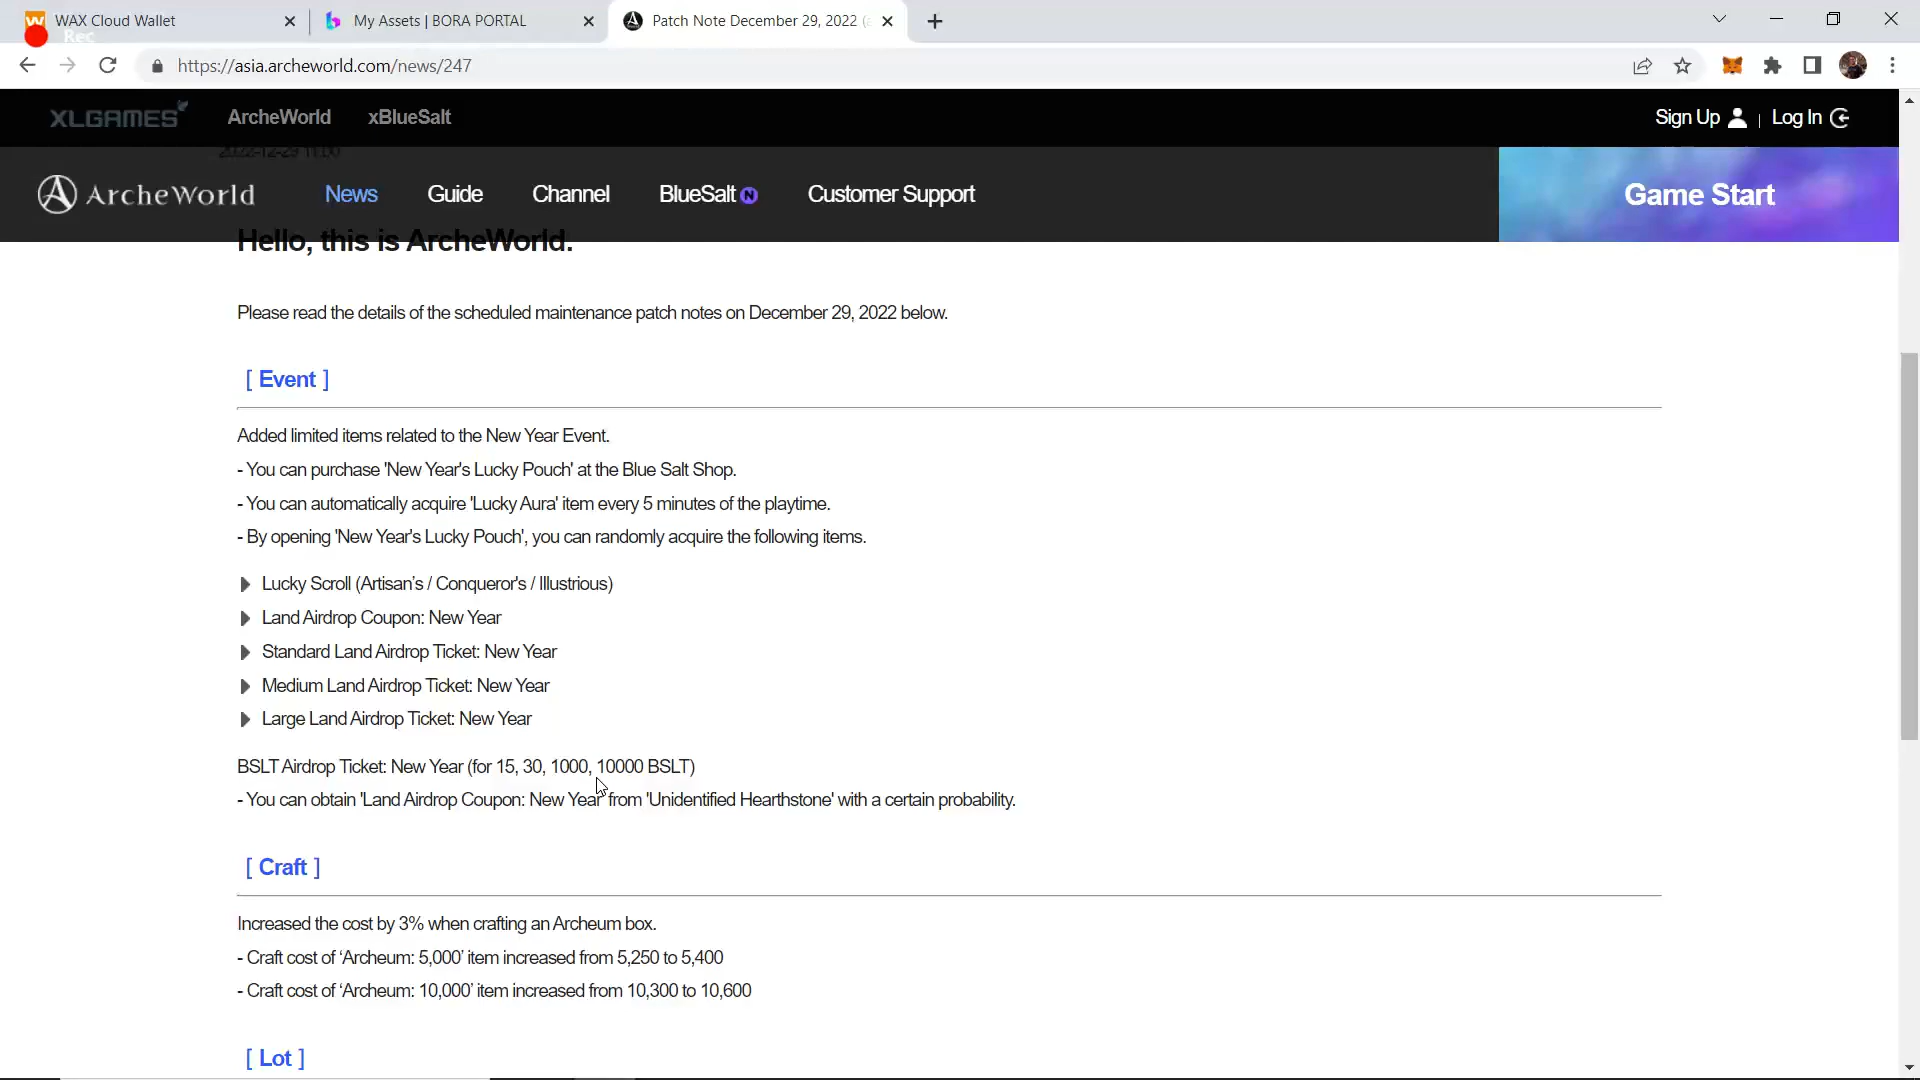 WAX Cloud Wallet
My Assets | BORA PORTAL
Patch Note December 29, 2022
Rec
https://asia.archeworld.com/news/247
XLGAMES
ArcheWorld
xBlueSalt
Sign Up | Log In
2022-12-29 11:00
ArcheWorld
News
Guide
Channel
BlueSalt N
Customer Support
Game Start
Hello, this is ArcheWorld.
Please read the details of the scheduled maintenance patch notes on December 29, 2022 below.
[ Event ]
Added limited items related to the New Year Event.
- You can purchase 'New Year's Lucky Pouch' at the Blue Salt Shop.
- You can automatically acquire 'Lucky Aura' item every 5 minutes of the playtime.
- By opening 'New Year's Lucky Pouch', you can randomly acquire the following items.
Lucky Scroll (Artisan’s / Conqueror's / Illustrious)
Land Airdrop Coupon: New Year
Standard Land Airdrop Ticket: New Year
Medium Land Airdrop Ticket: New Year
Large Land Airdrop Ticket: New Year
BSLT Airdrop Ticket: New Year (for 15, 30, 1000, 10000 BSLT)
- You can obtain 'Land Airdrop Coupon: New Year' from 'Unidentified Hearthstone' with a certain probability.
[ Craft ]
Increased the cost by 3% when crafting an Archeum box.
- Craft cost of ‘Archeum: 5,000’ item increased from 5,250 to 5,400
- Craft cost of ‘Archeum: 10,000’ item increased from 10,300 to 10,600
[ Lot ]